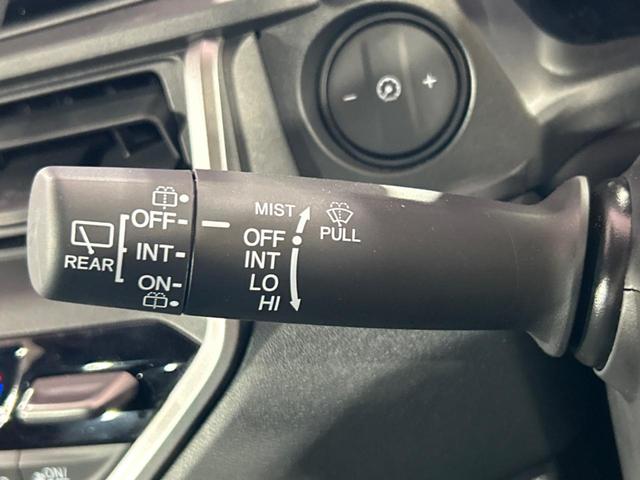 MIST
PULL
OFF
INT
LO
HI
OFF
INT
ON
REAR
− +